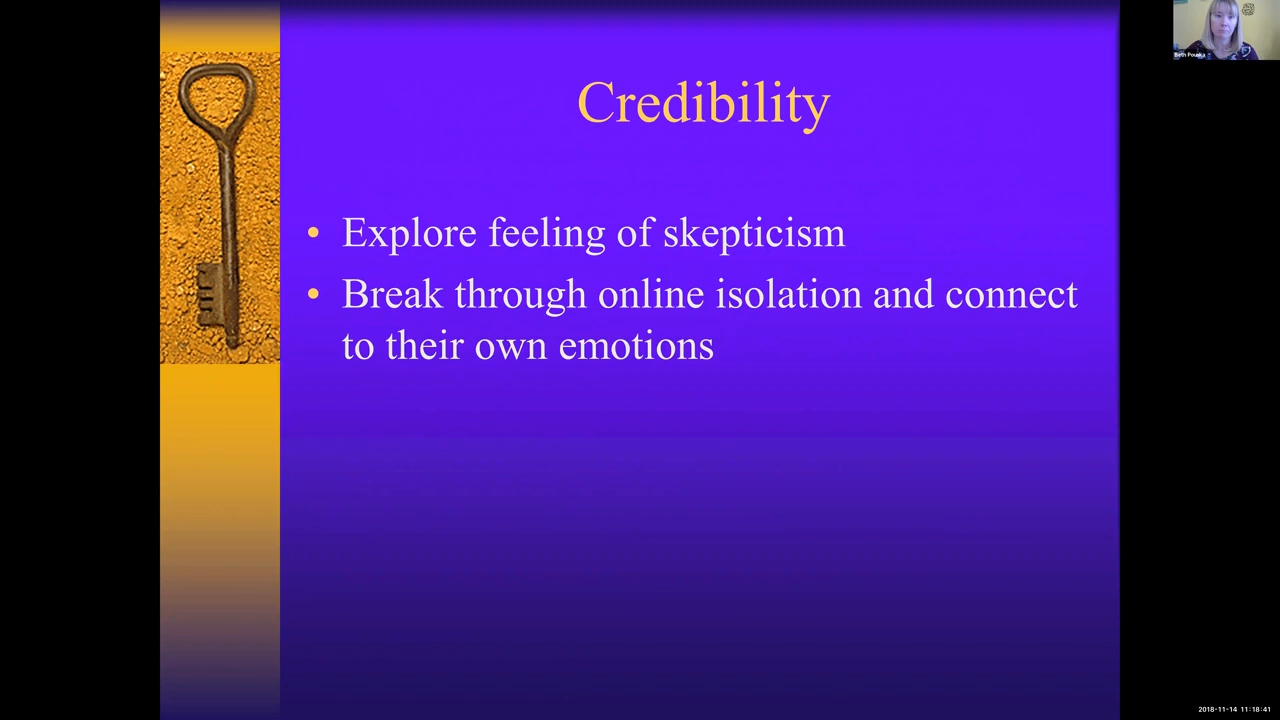 Credibility
• Explore feeling of skepticism
• Break through online isolation and connect
to their own emotions
Beth
2018-11-14 11:18:41